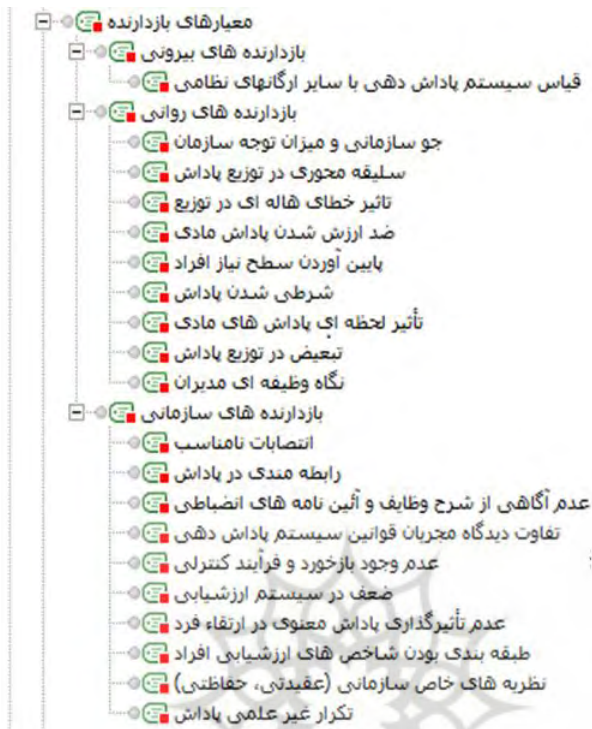 معیارهای بازدارنده
بازدارنده های بیرونی
قیاس سیستم پاداش دهی با سایر ارگانهای نظامی
بازدارنده های روانی
جو سازمانی و میزان توجه سازمان
سلیقه محوری در توزیع پاداش
تاثیر خطای هاله ای در توزیع
ضد ارزش شدن پاداش مادی
پایین آوردن سطح نیاز افراد
شرطی شدن پاداش
تأثیر لحظه ای پاداش های مادی
تبعیض در توزیع پاداش
نگاه وظیفه ای مدیران
بازدارنده های سازمانی
انتصابات نامناسب
رابطه مندی در پاداش
عدم آگاهی از شرح وظایف و آئین نامه های انضباطی
تفاوت دیدگاه مجریان قوانین سیستم پاداش دهی
عدم وجود بازخورد و فرآیند کنترلی
ضعف در سیستم ارزشیابی
عدم تأثیرگذاری پاداش معنوی در ارتقاء فرد
طبقه بندی بودن شاخص های ارزشیابی افراد
نظریه های خاص سازمانی (عقیدتی، حفاظتی)
تکرار غیر علمی پاداش